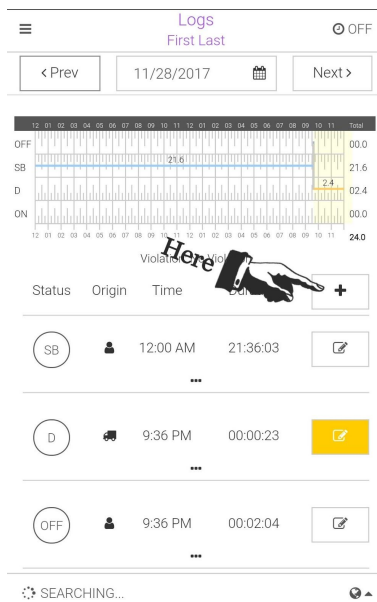 Logs
First Last
OFF
< Prev
11/28/2017
Next >
12 01 02 03 04 05 06 07 08 09 10 11 12 01 02 03 04 05 06 07 08 09 10 11 Total
OFF 00.0
21.6
SB 21.6
2.4
D 02.4
ON 00.0
12 01 02 03 04 05 06 07 08 09 10 11 12 01 02 03 04 05 06 07 08 09 10 11 24.0
Here
Status Origin Time +
SB 12:00 AM 21:36:03
•••
D 9:36 PM 00:00:23
•••
OFF 9:36 PM 00:02:04
•••
SEARCHING...